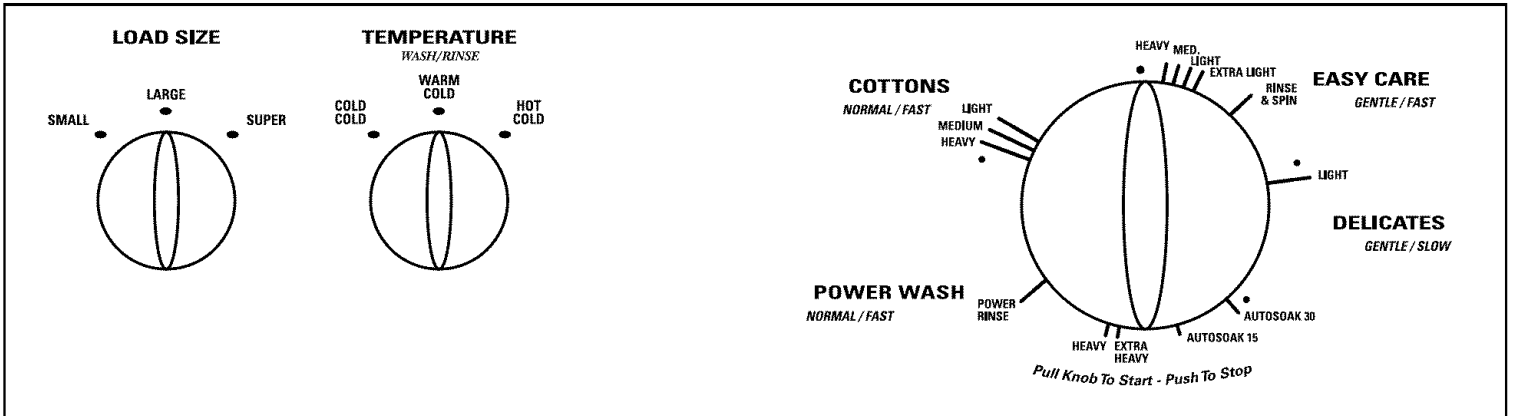 LOAD SIZE
SMALL
LARGE
SUPER
TEMPERATURE
WASH/RINSE
COLD
COLD
WARM
COLD
HOT
COLD
COTTONS
NORMAL / FAST
LIGHT
MEDIUM
HEAVY
HEAVY
MED.
LIGHT
EXTRA LIGHT
RINSE
& SPIN
EASY CARE
GENTLE / FAST
LIGHT
DELICATES
GENTLE / SLOW
POWER WASH
NORMAL / FAST
POWER
RINSE
HEAVY
EXTRA
HEAVY
AUTOSOAK 15
AUTOSOAK 30
Pull Knob To Start - Push To Stop